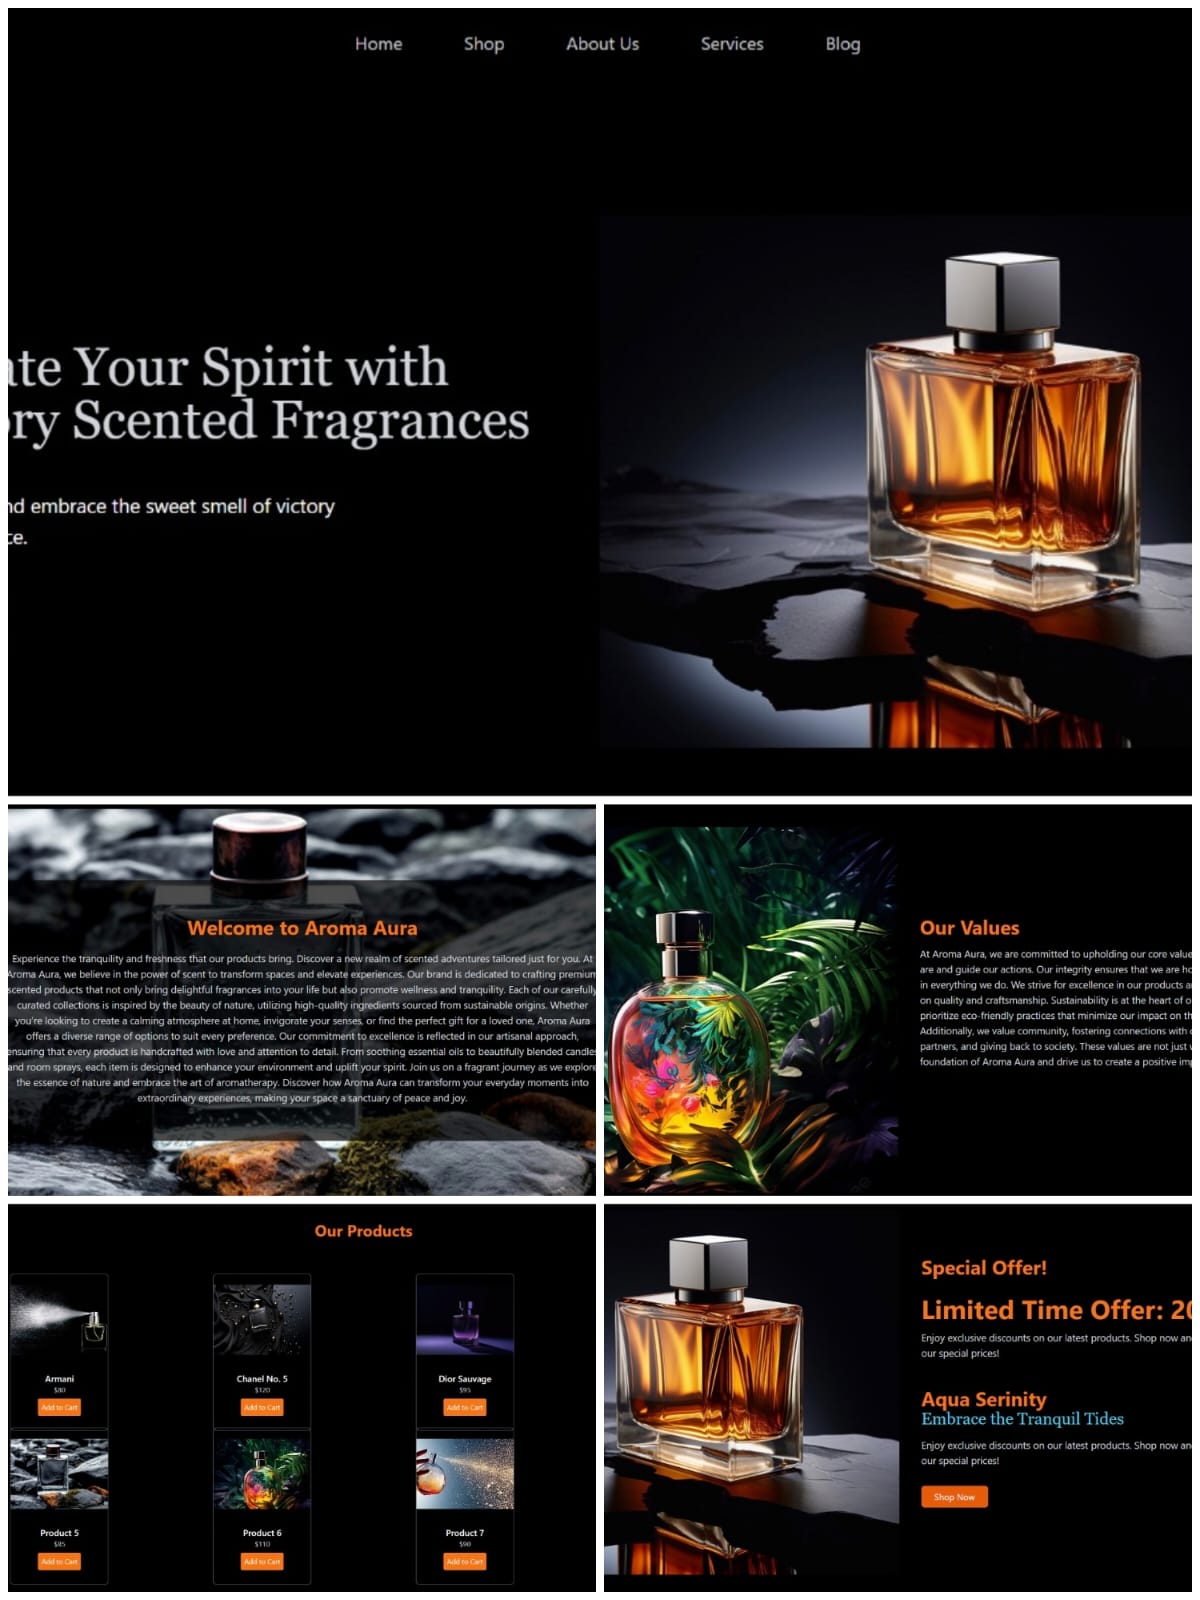 Home Shop About Us Services Blog
ate Your Spirit with
ory Scented Fragrances
nd embrace the sweet smell of victory
ce.
Welcome to Aroma Aura
Experience the tranquility and freshness that our products bring. Discover a new realm of scented adventures tailored just for you. At
Aroma Aura, we believe in the power of scent to transform spaces and elevate experiences. Our brand is dedicated to crafting premium
scented products that not only bring delightful fragrances into your life but also promote wellness and tranquility. Each of our carefully
curated collections is inspired by the beauty of nature, utilizing high-quality ingredients sourced from sustainable origins. Whether
you're looking to create a calming atmosphere at home, invigorate your senses, or find the perfect gift for a loved one, Aroma Aura
offers a diverse range of options to suit every preference. Our commitment to excellence is reflected in our artisanal approach,
ensuring that every product is handcrafted with love and attention to detail. From soothing essential oils to beautifully blended candles
and room sprays, each item is designed to enhance your environment and uplift your spirit. Join us on a fragrant journey as we explore
the essence of nature and embrace the art of aromatherapy. Discover how Aroma Aura can transform your everyday moments into
extraordinary experiences, making your space a sanctuary of peace and joy.
Our Values
At Aroma Aura, we are committed to upholding our core value
are and guide our actions. Our integrity ensures that we are ho
in everything we do. We strive for excellence in our products a
on quality and craftsmanship. Sustainability is at the heart of o
prioritize eco-friendly practices that minimize our impact on th
Additionally, we value community, fostering connections with
partners, and giving back to society. These values are not just
foundation of Aroma Aura and drive us to create a positive imp
Our Products
Armani Chanel No. 5 Dior Sauvage
$80 $120 $95
Add to Cart Add to Cart Add to Cart
Product 5 Product 6 Product 7
$85 $110 $90
Add to Cart Add to Cart Add to Cart
Special Offer!
Limited Time Offer: 20
Enjoy exclusive discounts on our latest products. Shop now an
our special prices!
Aqua Serinity
Embrace the Tranquil Tides
Enjoy exclusive discounts on our latest products. Shop now an
our special prices!
Shop Now